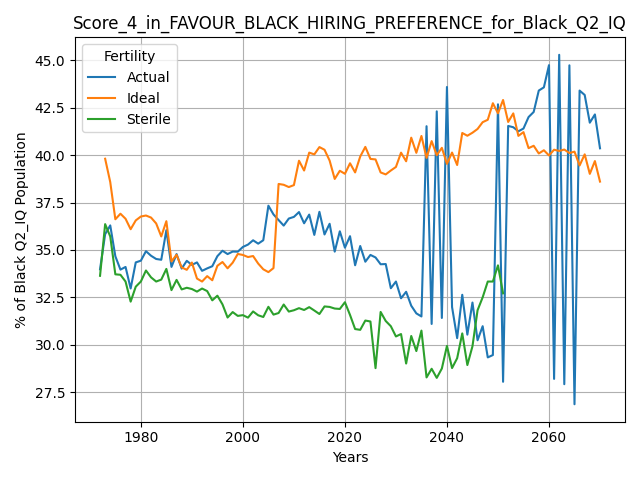 Score_4_in_FAVOUR_BLACK_HIRING_PREFERENCE_for_Black_Q2_IQ
Fertility
Actual
Ideal
Sterile
% of Black Q2_IQ Population
45.0
42.5
40.0
37.5
35.0
32.5
30.0
27.5
1980
2000
2020
2040
2060
Years